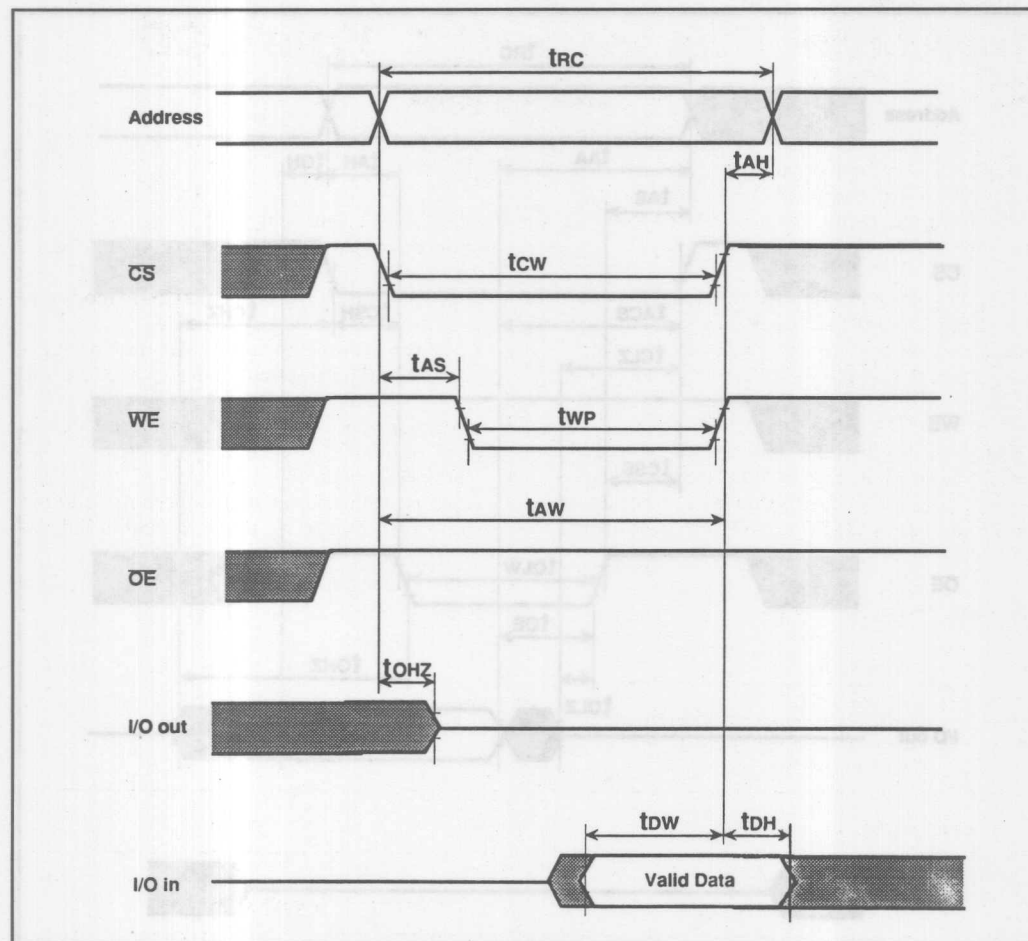 tRC
Address
tAH
CS
tCW
tAS
WE
tWP
tAW
OE
tOHZ
I/O out
tDW
tDH
I/O in
Valid Data